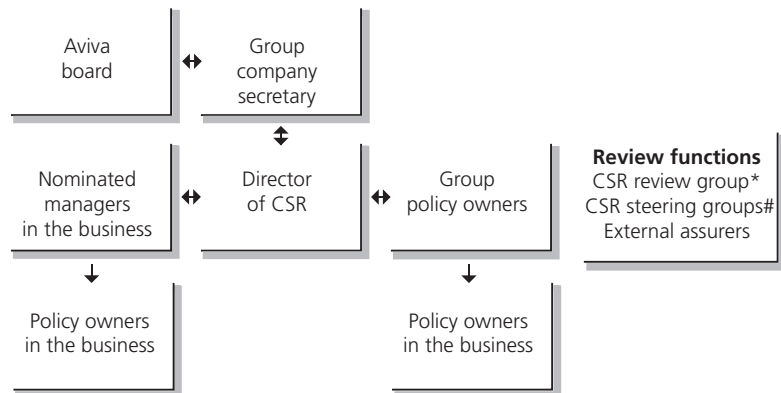 Aviva
board
Group
company
secretary
Nominated
managers
in the business
Director
of CSR
Group
policy owners
Review functions
CSR review group*
CSR steering groups#
External assurers
Policy owners
in the business
Policy owners
in the business